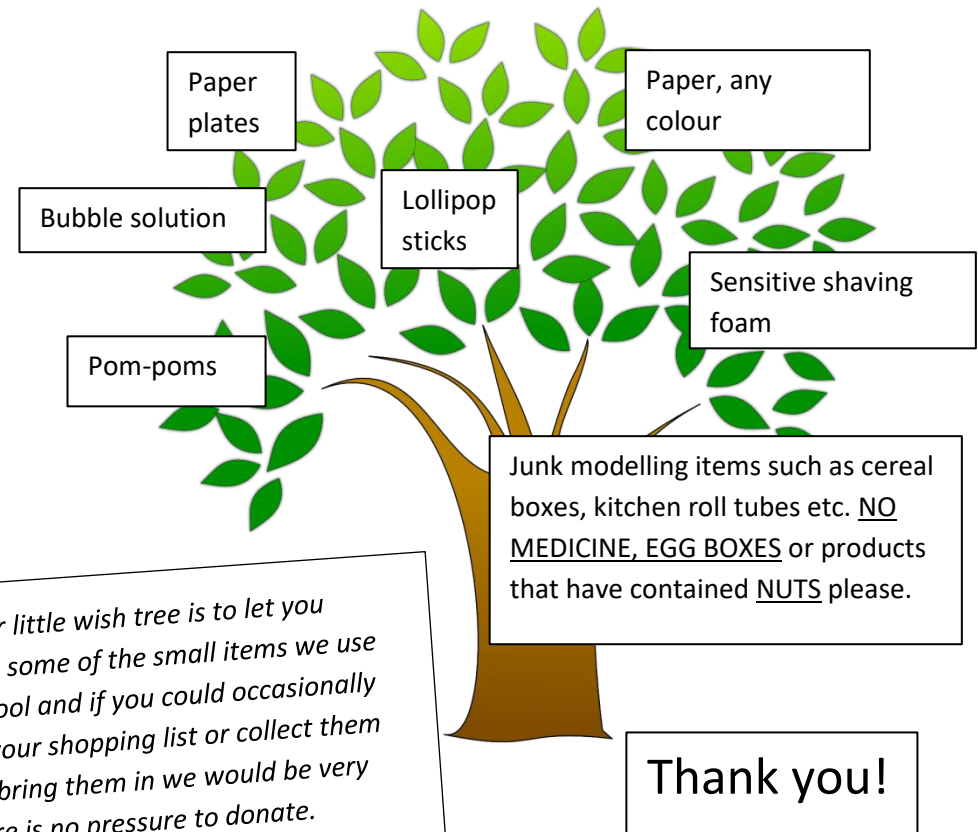 Paper
plates
Paper, any
colour
Bubble solution
Lollipop
sticks
Sensitive shaving
foam
Pom-poms
Junk modelling items such as cereal
boxes, kitchen roll tubes etc. NO
MEDICINE, EGG BOXES or products
that have contained NUTS please.
little wish tree is to let you
some of the small items we use
and if you could occasionally
your shopping list or collect them
bring them in we would be very
is no pressure to donate.
Thank you!